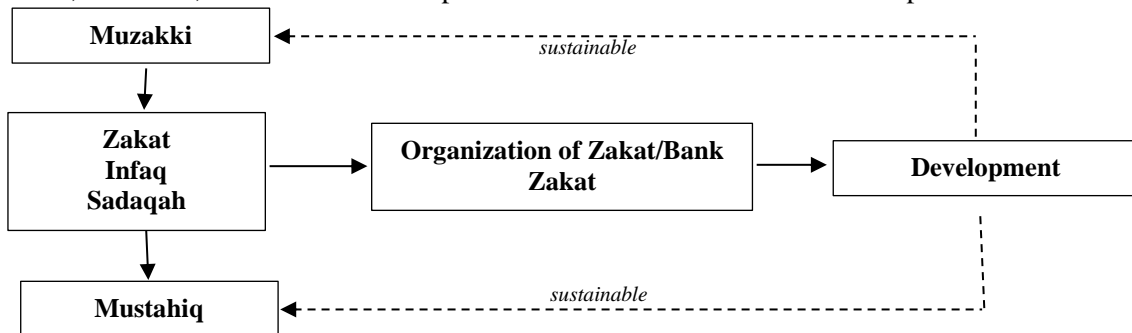 Muzakki
sustainable
Zakat
Infaq
Sadaqah
Organization of Zakat/Bank
Zakat
Development
Mustahiq
sustainable